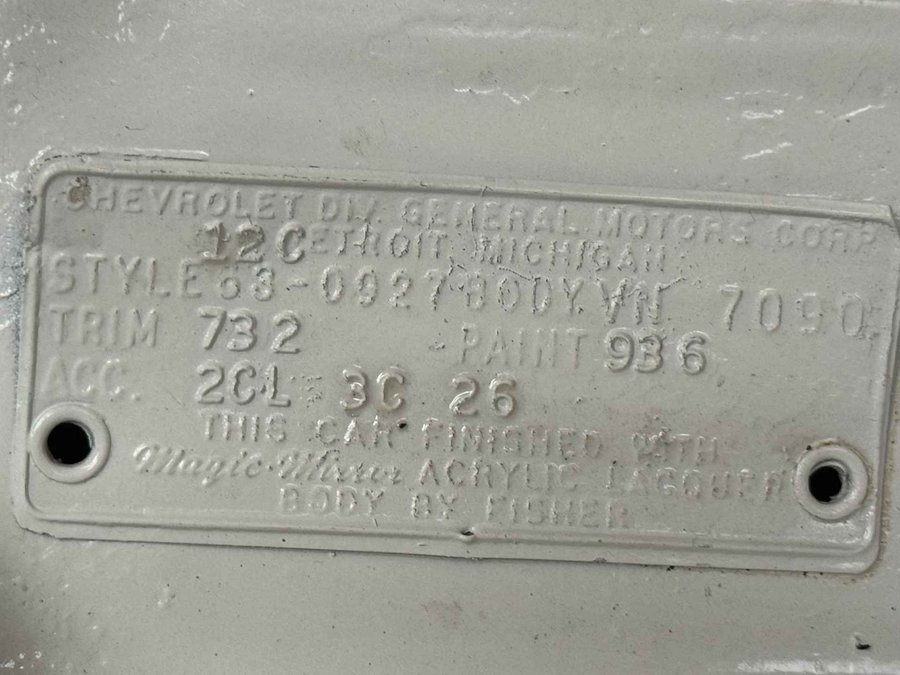 CHEVROLET DIV. GENERAL MOTORS CORP
12C DETROIT, MICHIGAN
STYLE 63-0927 BODY VN 7090
TRIM 732 PAINT 936
ACC. 2CL 3C 26
THIS CAR FINISHED WITH
Magic-Mirror ACRYLIC LACQUER
BODY BY FISHER